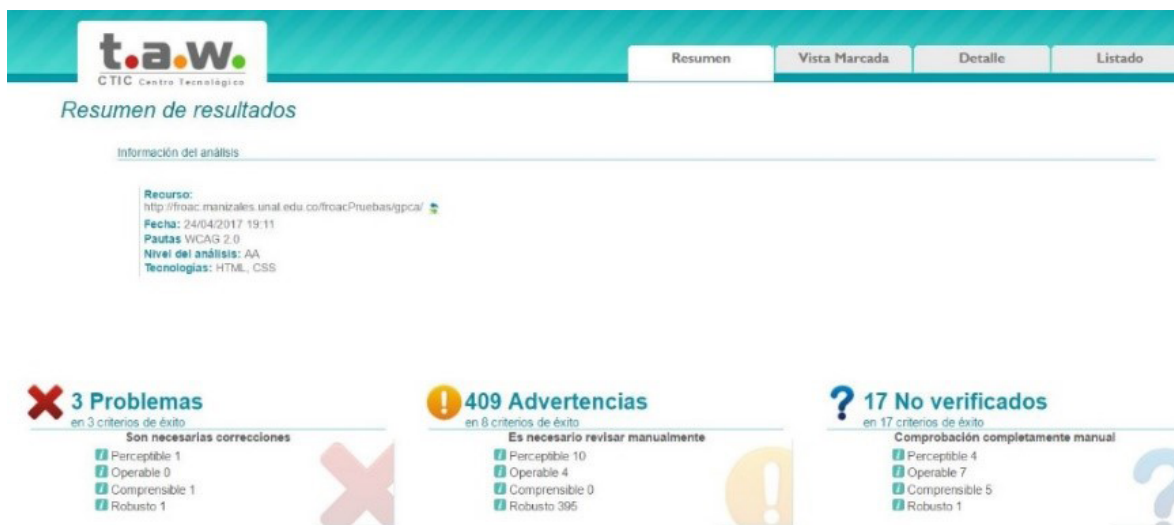 t.a.w.
CTIC Centro Tecnológico
Resumen
Vista Marcada
Detalle
Listado
Resumen de resultados
Información del análisis
Recurso:
http://froac.manizales.unal.edu.co/froacPruebas/gpca/
Fecha: 24/04/2017 19:11
Pautas WCAG 2.0
Nivel del análisis: AA
Tecnologías: HTML, CSS
3 Problemas
en 3 criterios de éxito
Son necesarias correcciones
Perceptible 1
Operable 0
Comprensible 1
Robusto 1
409 Advertencias
en 8 criterios de éxito
Es necesario revisar manualmente
Perceptible 10
Operable 4
Comprensible 0
Robusto 395
17 No verificados
en 17 criterios de éxito
Comprobación completamente manual
Perceptible 4
Operable 7
Comprensible 5
Robusto 1